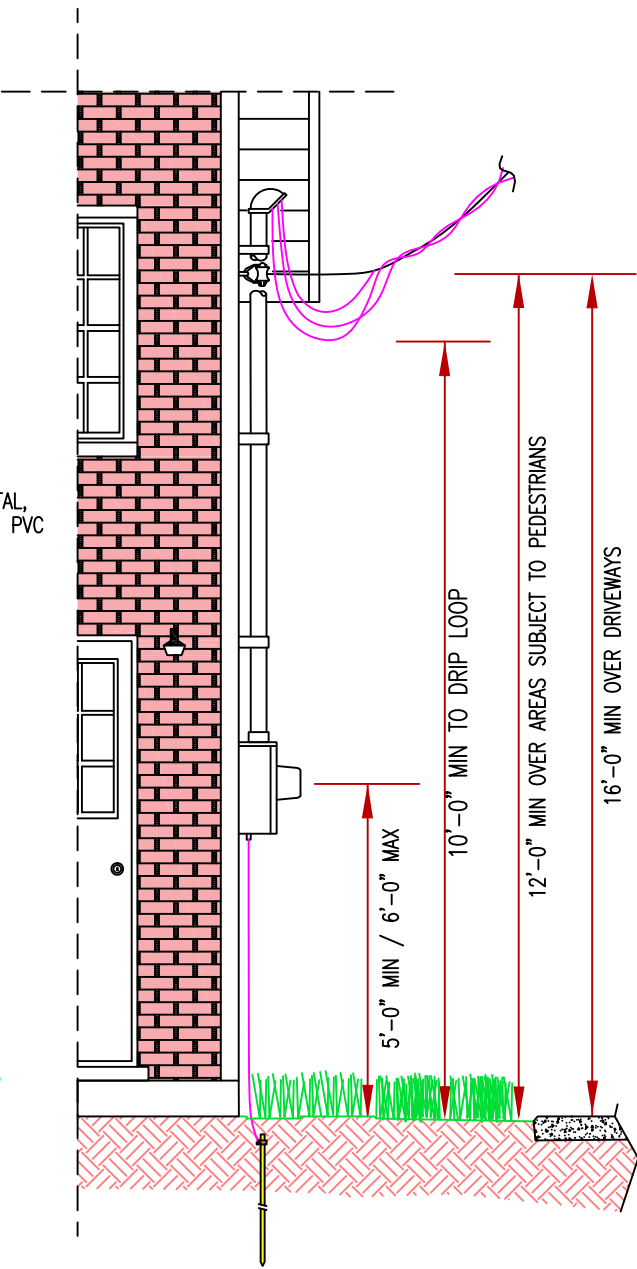 TAL,
PVC
5'-0" MIN / 6'-0" MAX
10'-0" MIN TO DRIP LOOP
12'-0" MIN OVER AREAS SUBJECT TO PEDESTRIANS
16'-0" MIN OVER DRIVEWAYS